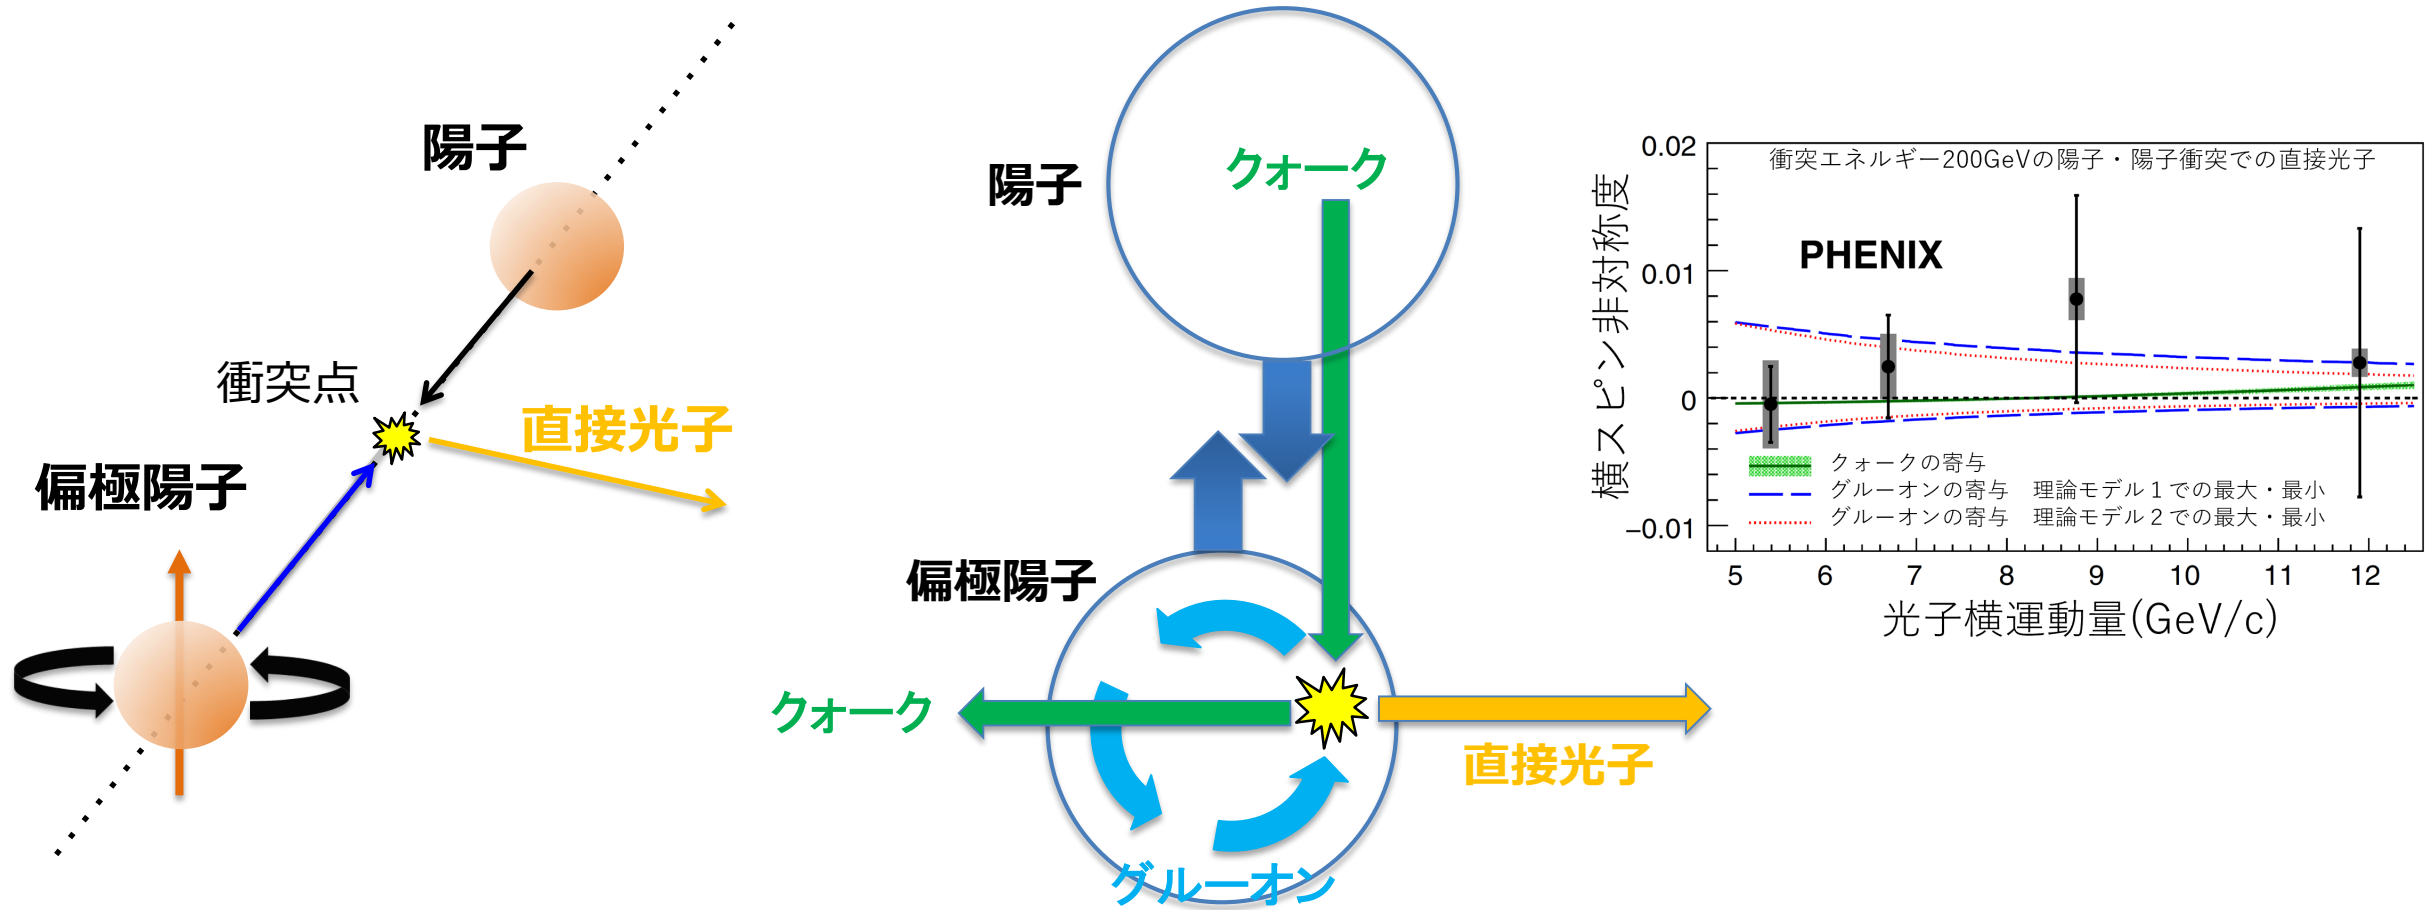 陽子
衝突点
直接光子
偏極陽子
陽子
クォーク
偏極陽子
クォーク
直接光子
グルーオン
衝突エネルギー200GeVの陽子・陽子衝突での直接光子
PHENIX
横スピン非対称度
0.02
0.01
0
−0.01
クォークの寄与
グルーオンの寄与 理論モデル1での最大・最小
グルーオンの寄与 理論モデル2での最大・最小
5 6 7 8 9 10 11 12
光子横運動量(GeV/c)